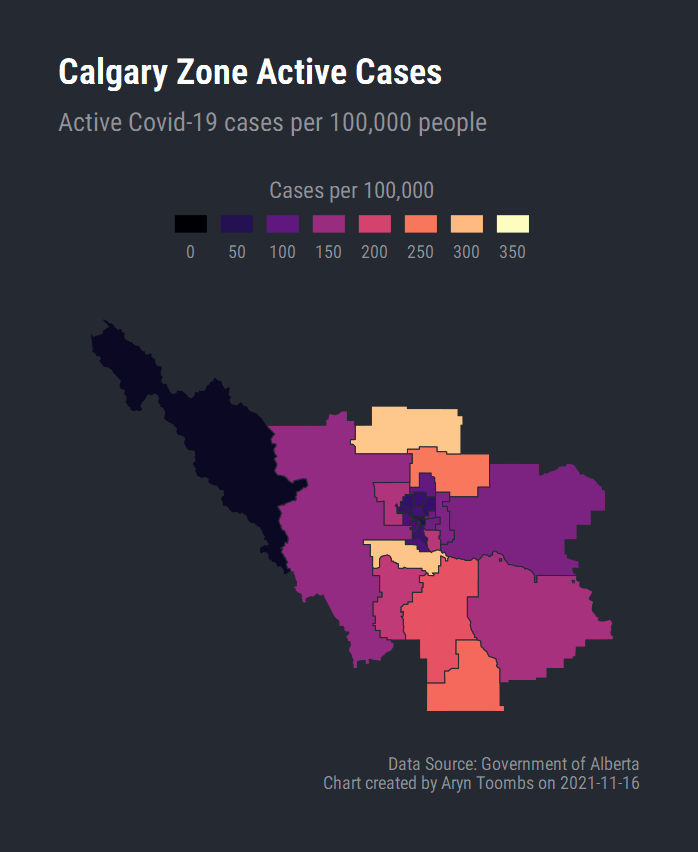 Calgary Zone Active Cases
Active Covid-19 cases per 100,000 people
Cases per 100,000
0 50 100 150 200 250 300 350
Data Source: Government of Alberta
Chart created by Aryn Toombs on 2021-11-16